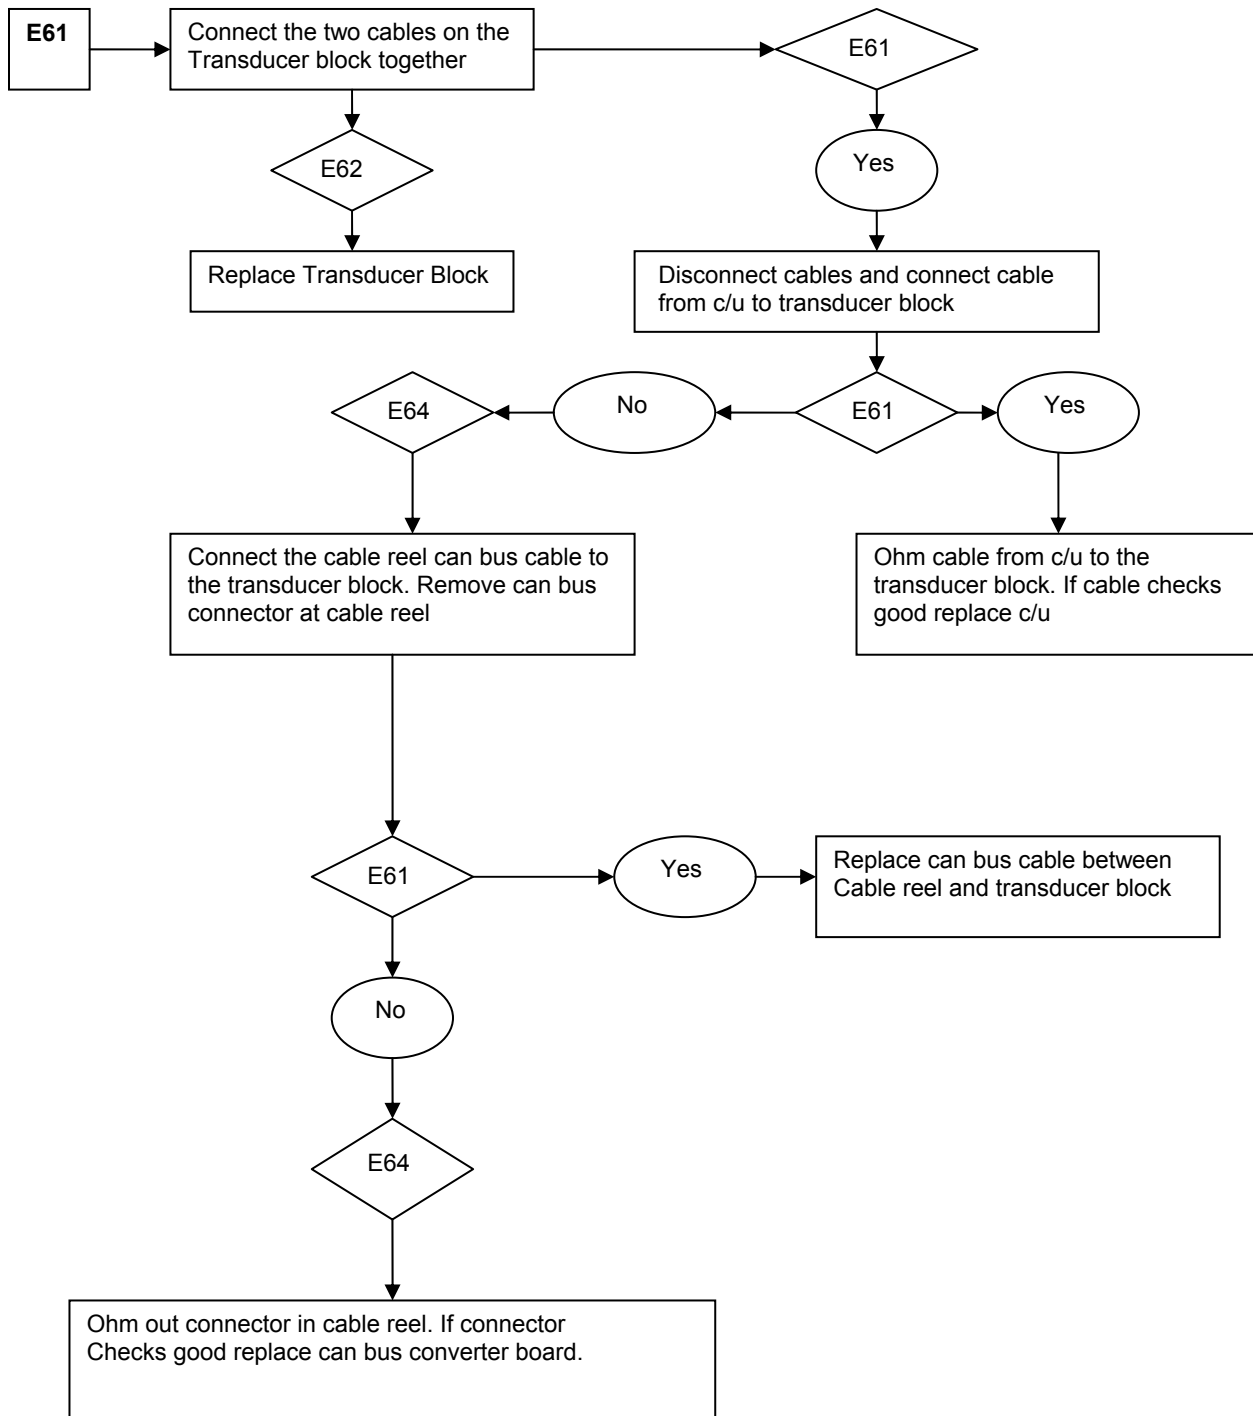 E61
Connect the two cables on the
Transducer block together
E61
E62
Yes
Replace Transducer Block
Disconnect cables and connect cable
from c/u to transducer block
E64
No
E61
Yes
Connect the cable reel can bus cable to
the transducer block. Remove can bus
connector at cable reel
Ohm cable from c/u to the
transducer block. If cable checks
good replace c/u
E61
Yes
Replace can bus cable between
Cable reel and transducer block
No
E64
Ohm out connector in cable reel. If connector
Checks good replace can bus converter board.